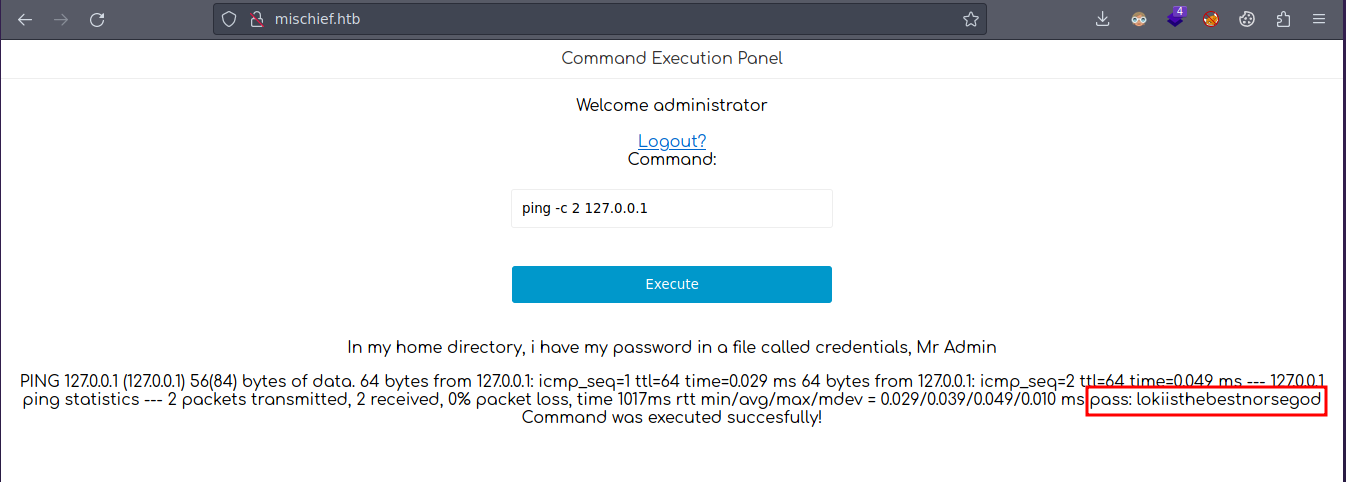 mischief.htb
4
Command Execution Panel
Welcome administrator
Logout?
Command:
ping -c 2 127.0.0.1
Execute
In my home directory, i have my password in a file called credentials, Mr Admin
PING 127.0.0.1 (127.0.0.1) 56(84) bytes of data. 64 bytes from 127.0.0.1: icmp_seq=1 ttl=64 time=0.029 ms 64 bytes from 127.0.0.1: icmp_seq=2 ttl=64 time=0.049 ms --- 127.0.0.1
ping statistics --- 2 packets transmitted, 2 received, 0% packet loss, time 1017ms rtt min/avg/max/mdev = 0.029/0.039/0.049/0.010 ms pass: lokiisthebestnorsegod
Command was executed succesfully!